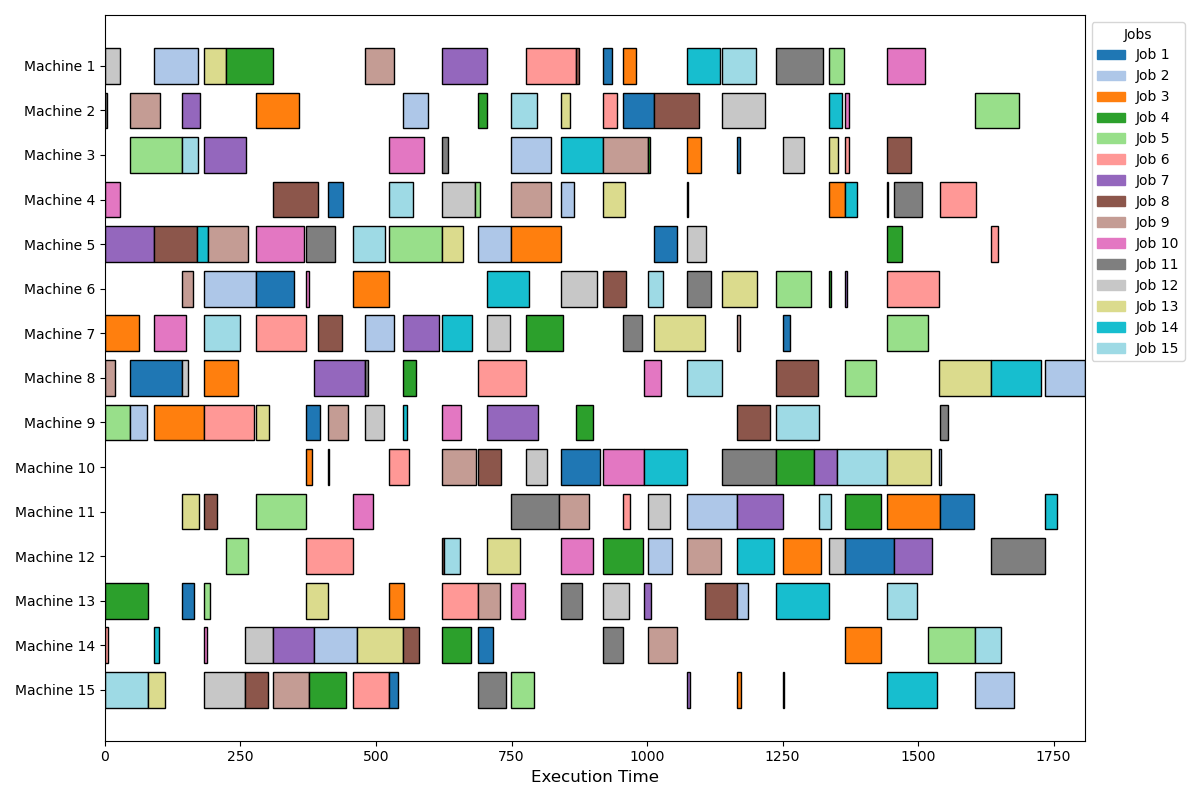 Machine 1
Machine 2
Machine 3
Machine 4
Machine 5
Machine 6
Machine 7
Machine 8
Machine 9
Machine 10
Machine 11
Machine 12
Machine 13
Machine 14
Machine 15
0 250 500 750 1000 1250 1500 1750
Execution Time
Jobs
Job 1
Job 2
Job 3
Job 4
Job 5
Job 6
Job 7
Job 8
Job 9
Job 10
Job 11
Job 12
Job 13
Job 14
Job 15